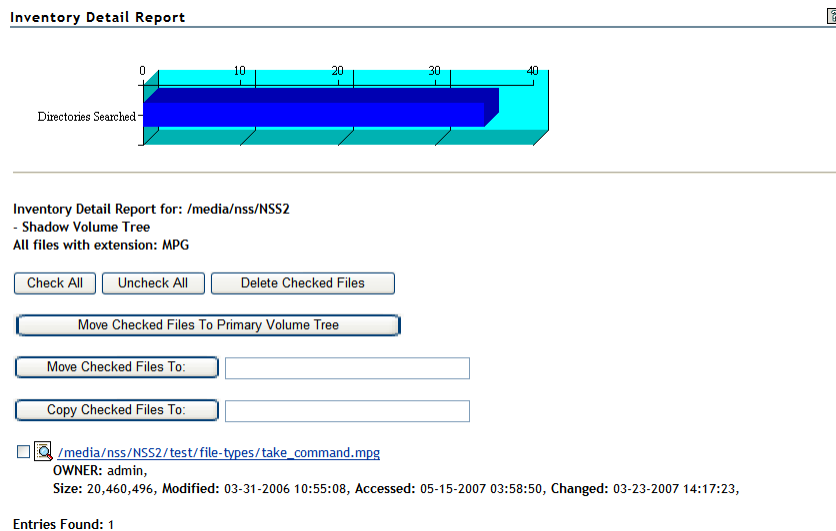 Inventory Detail Report
0 10 20 30 40
Directories Searched
Inventory Detail Report for: /media/nss/NSS2
- Shadow Volume Tree
All files with extension: MPG
Check All Uncheck All Delete Checked Files
Move Checked Files To Primary Volume Tree
Move Checked Files To:
Copy Checked Files To:
/media/nss/NSS2/test/file-types/take_command.mpg
OWNER: admin,
Size: 20,460,496, Modified: 03-31-2006 10:55:08, Accessed: 05-15-2007 03:58:50, Changed: 03-23-2007 14:17:23,
Entries Found: 1